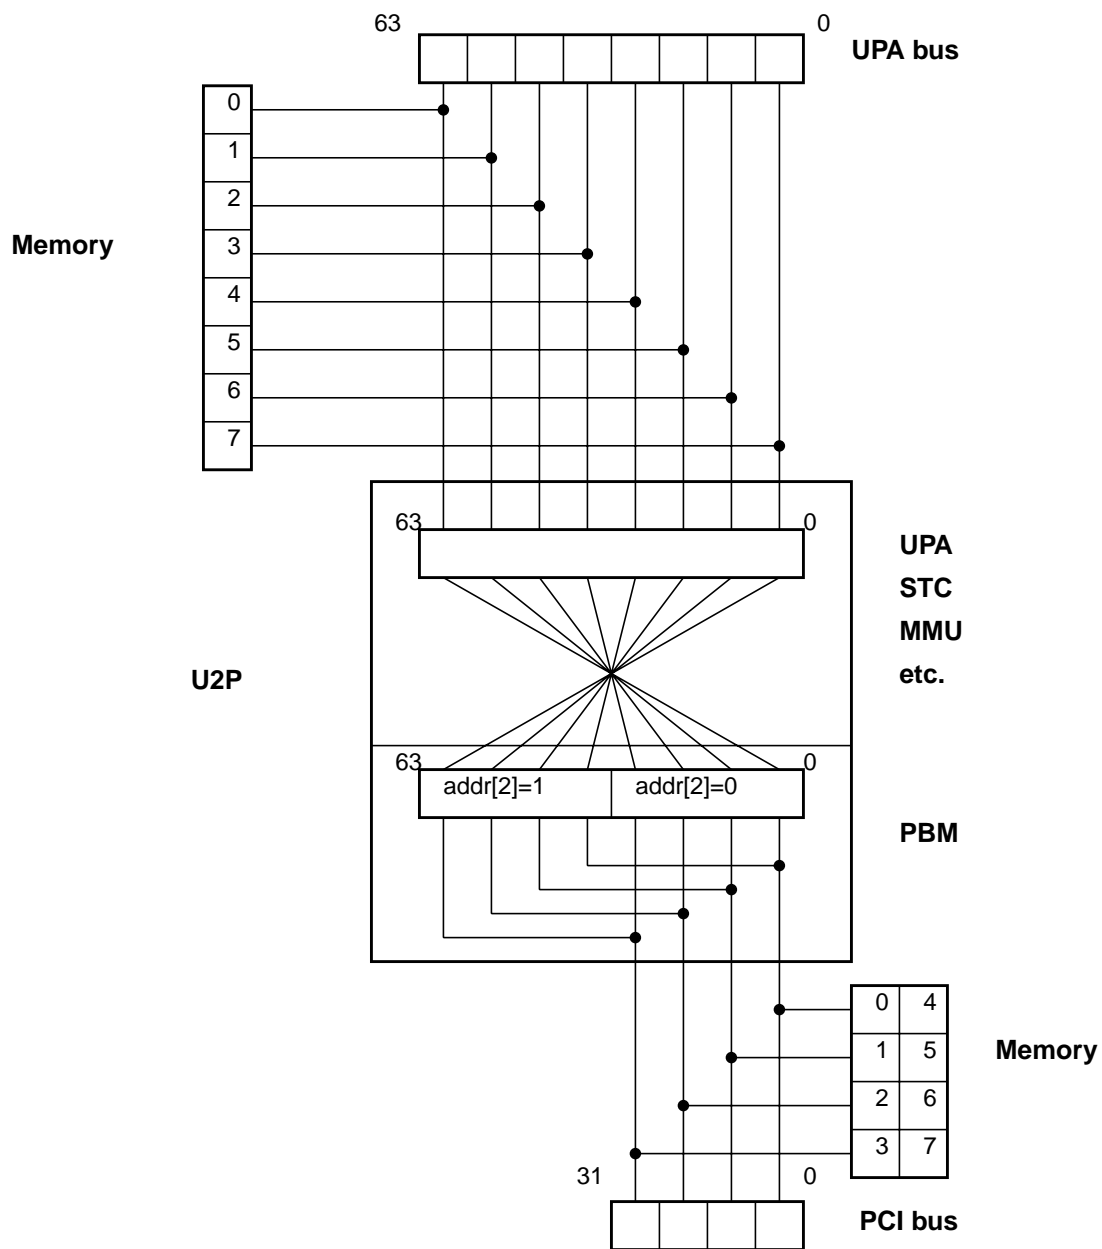 63
0
UPA bus
0
1
2
3
4
5
6
7
Memory
63
0
UPA
STC
MMU
etc.
U2P
63
0
addr[2]=1
addr[2]=0
PBM
0 4
1 5
2 6
3 7
Memory
31
0
PCI bus